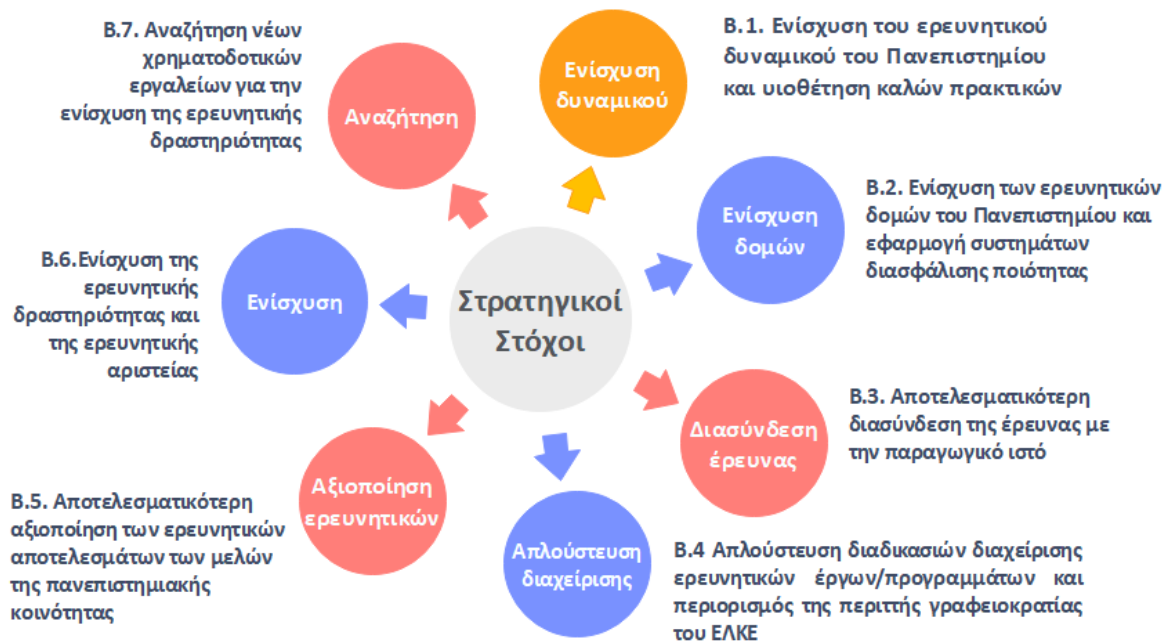 Στρατηγικοί
Στόχοι
Ενίσχυση
δυναμικού
Β.1. Ενίσχυση του ερευνητικού
δυναμικού του Πανεπιστημίου
και υιοθέτηση καλών πρακτικών
Ενίσχυση
δομών
Β.2. Ενίσχυση των ερευνητικών
δομών του Πανεπιστημίου και
εφαρμογή συστημάτων
διασφάλισης ποιότητας
Διασύνδεση
έρευνας
Β.3. Αποτελεσματικότερη
διασύνδεση της έρευνας με
την παραγωγικό ιστό
Απλούστευση
διαχείρισης
Β.4 Απλούστευση διαδικασιών διαχείρισης
ερευνητικών έργων/προγραμμάτων και
περιορισμός της περιττής γραφειοκρατίας
του ΕΛΚΕ
Αξιοποίηση
ερευνητικών
Β.5. Αποτελεσματικότερη
αξιοποίηση των ερευνητικών
αποτελεσμάτων των μελών
της πανεπιστημιακής
κοινότητας
Ενίσχυση
Β.6.Ενίσχυση της
ερευνητικής
δραστηριότητας και
της ερευνητικής
αριστείας
Αναζήτηση
Β.7. Αναζήτηση νέων
χρηματοδοτικών
εργαλείων για την
ενίσχυση της ερευνητικής
δραστηριότητας